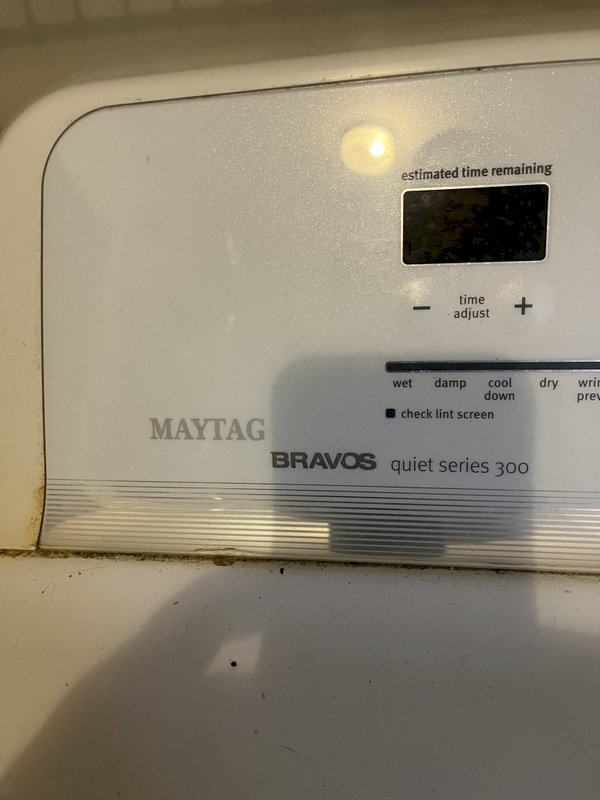 estimated time remaining
− time adjust +
wet damp cool down dry
check lint screen
MAYTAG
BRAVOS quiet series 300